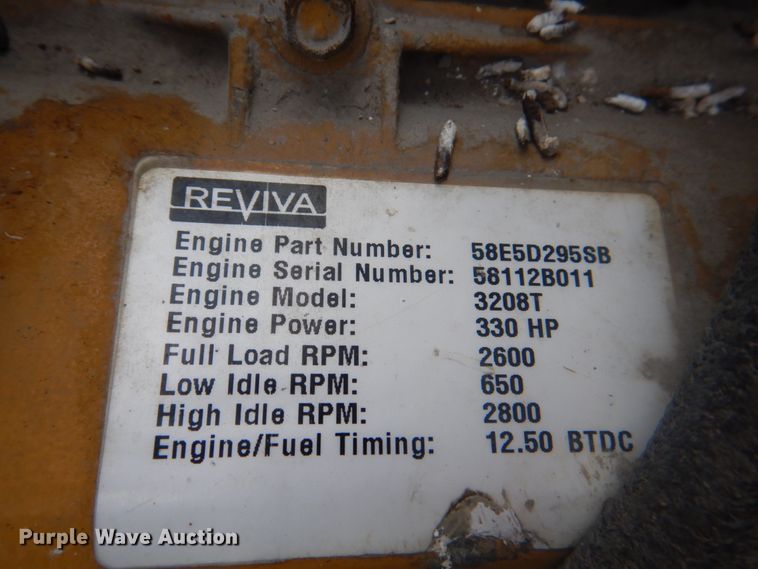 REVIVA
Engine Part Number: 58E5D295SB
Engine Serial Number: 58112B011
Engine Model: 3208T
Engine Power: 330 HP
Full Load RPM: 2600
Low Idle RPM: 650
High Idle RPM: 2800
Engine/Fuel Timing: 12.50 BTDC
Purple Wave Auction